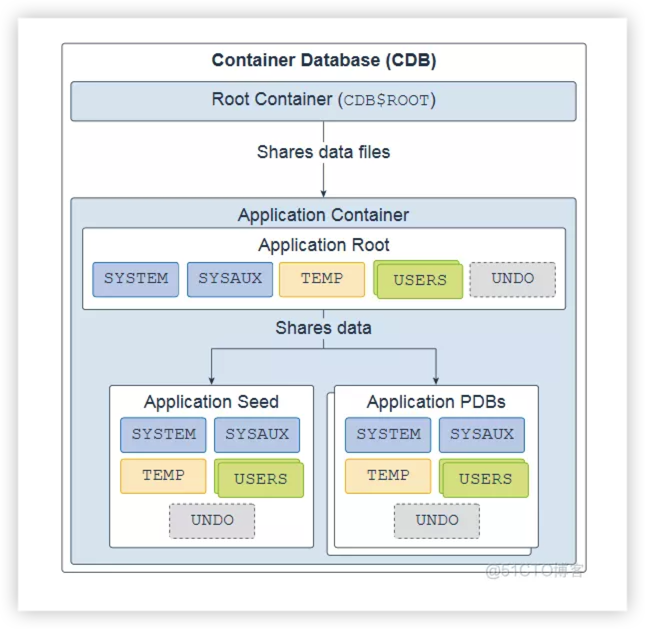 Container Database (CDB)
Root Container (CDB$ROOT)
Shares data files
Application Container
Application Root
SYSTEM
SYSAUX
TEMP
USERS
UNDO
Shares data
Application Seed
SYSTEM
SYSAUX
TEMP
USERS
UNDO
Application PDBs
SYSTEM
SYSAUX
TEMP
USERS
UNDO
@51CTO博客